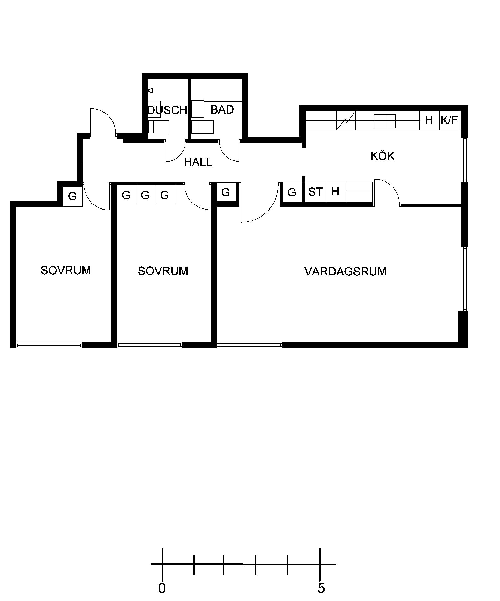 DUSCH BAD
H K/F
HALL KÖK
G G G G G G ST H
SOVRUM SOVRUM VARDAGSRUM
0 5